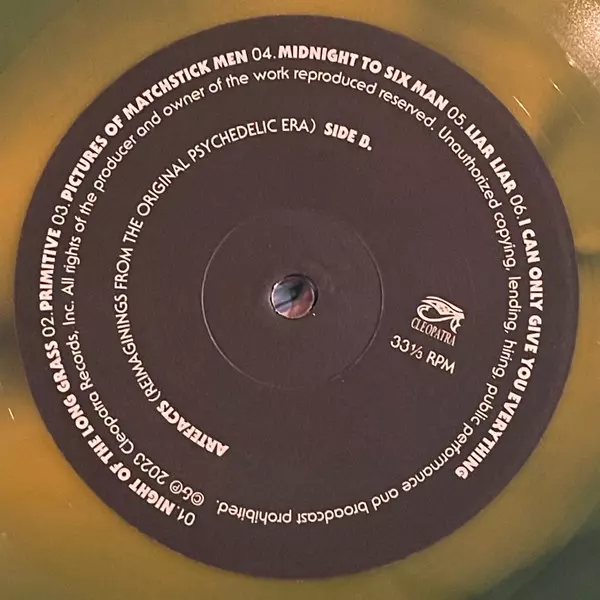 01. NIGHT OF THE LONG GRASS 02. PRIMITIVE 03. PICTURES OF MATCHSTICK MEN 04. MIDNIGHT TO SIX MAN 05. LIAR LIAR 06. I CAN ONLY GIVE YOU EVERYTHING
©&℗ 2023 Cleoparta Records, Inc. All rights of the producer and owner of the work reproduced reserved. Unauthorized copying, lending, hiring, public performance and broadcast prohibited.
ARTEFACTS (REIMAGININGS FROM THE ORIGINAL PSYCHEDELIC ERA) SIDE D.
CLEOPATRA
33⅓ RPM